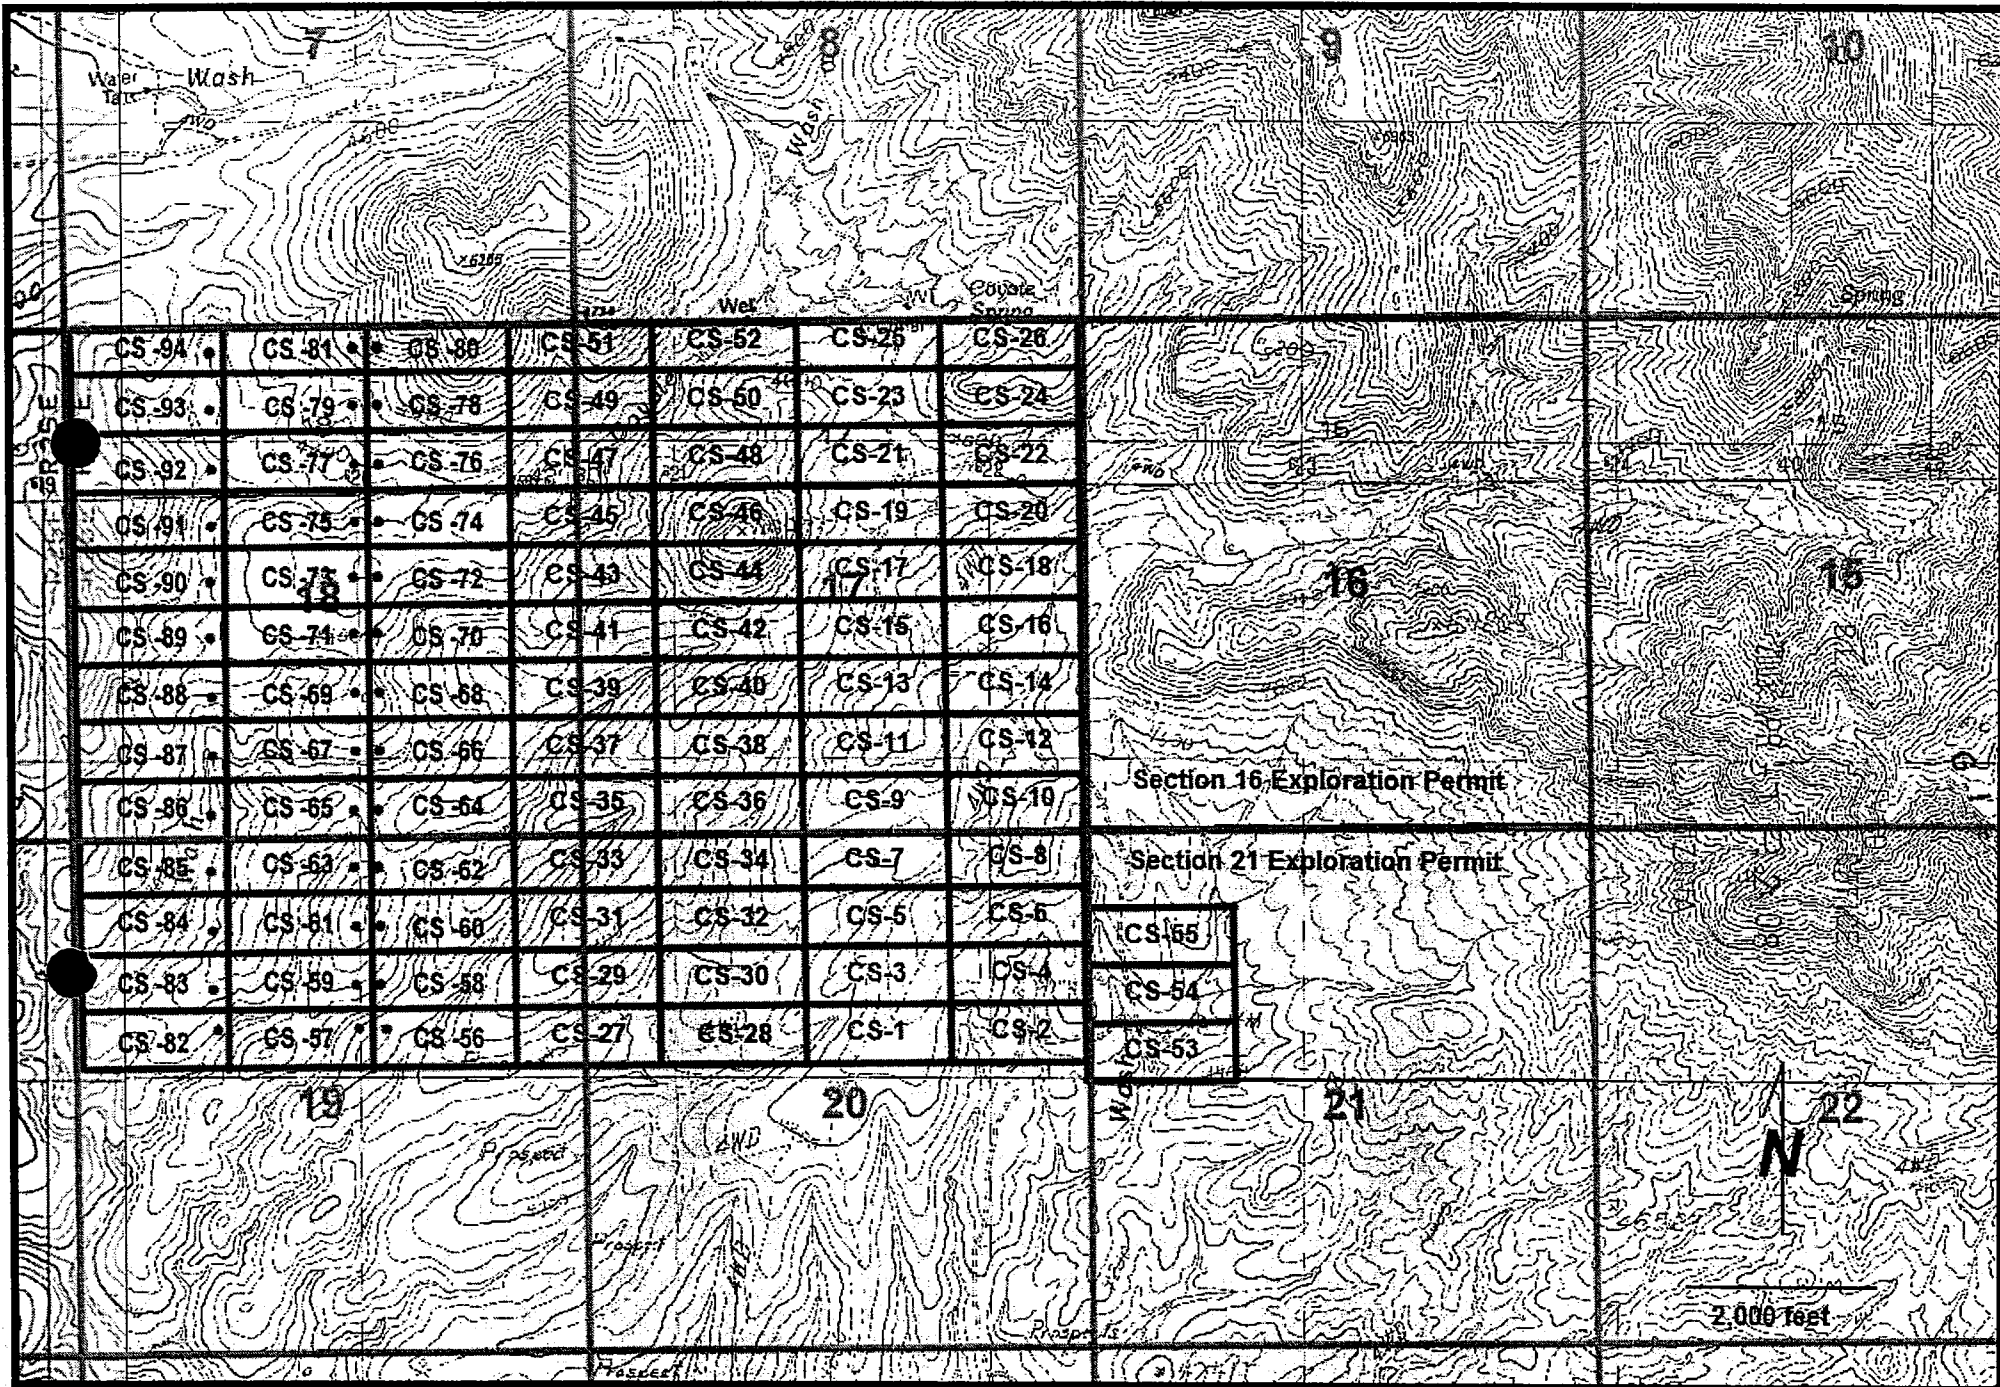 7
8
9
10
Water
Wash
Wash
4600
5400
×6205
Coyote
Spring
Spring
CS -94
CS -81
CS -80
CS-51
CS-52
CS-25
CS-26
CS -93
CS -79
CS -78
CS-49
CS-50
CS-23
CS-24
CS -92
CS -77
CS -76
CS-47
CS-48
CS-21
CS-22
CS -91
CS -75
CS -74
CS-45
CS-46
CS-19
CS-20
CS -90
CS -73
CS -72
CS-43
CS-44
CS-17
CS-18
18
17
16
15
CS -89
CS -71
CS -70
CS-41
CS-42
CS-15
CS-16
CS -88
CS -69
CS -68
CS-39
CS-40
CS-13
CS-14
CS -87
CS -67
CS -66
CS-37
CS-38
CS-11
CS-12
Section 16 Exploration Permit
CS -86
CS -65
CS -64
CS-35
CS-36
CS-9
CS-10
CS -85
CS -63
CS -62
CS-33
CS-34
CS-7
CS-8
Section 21 Exploration Permit
CS -84
CS -61
CS -60
CS-31
CS-32
CS-5
CS-6
CS-55
CS -83
CS -59
CS -58
CS-29
CS-30
CS-3
CS-4
CS-54
CS -82
CS -57
CS -56
CS-27
CS-28
CS-1
CS-2
CS-53
Wash
19
20
21
22
4WD
Prospect
Prospect
N
2,000 feet
Prospects
Prospect